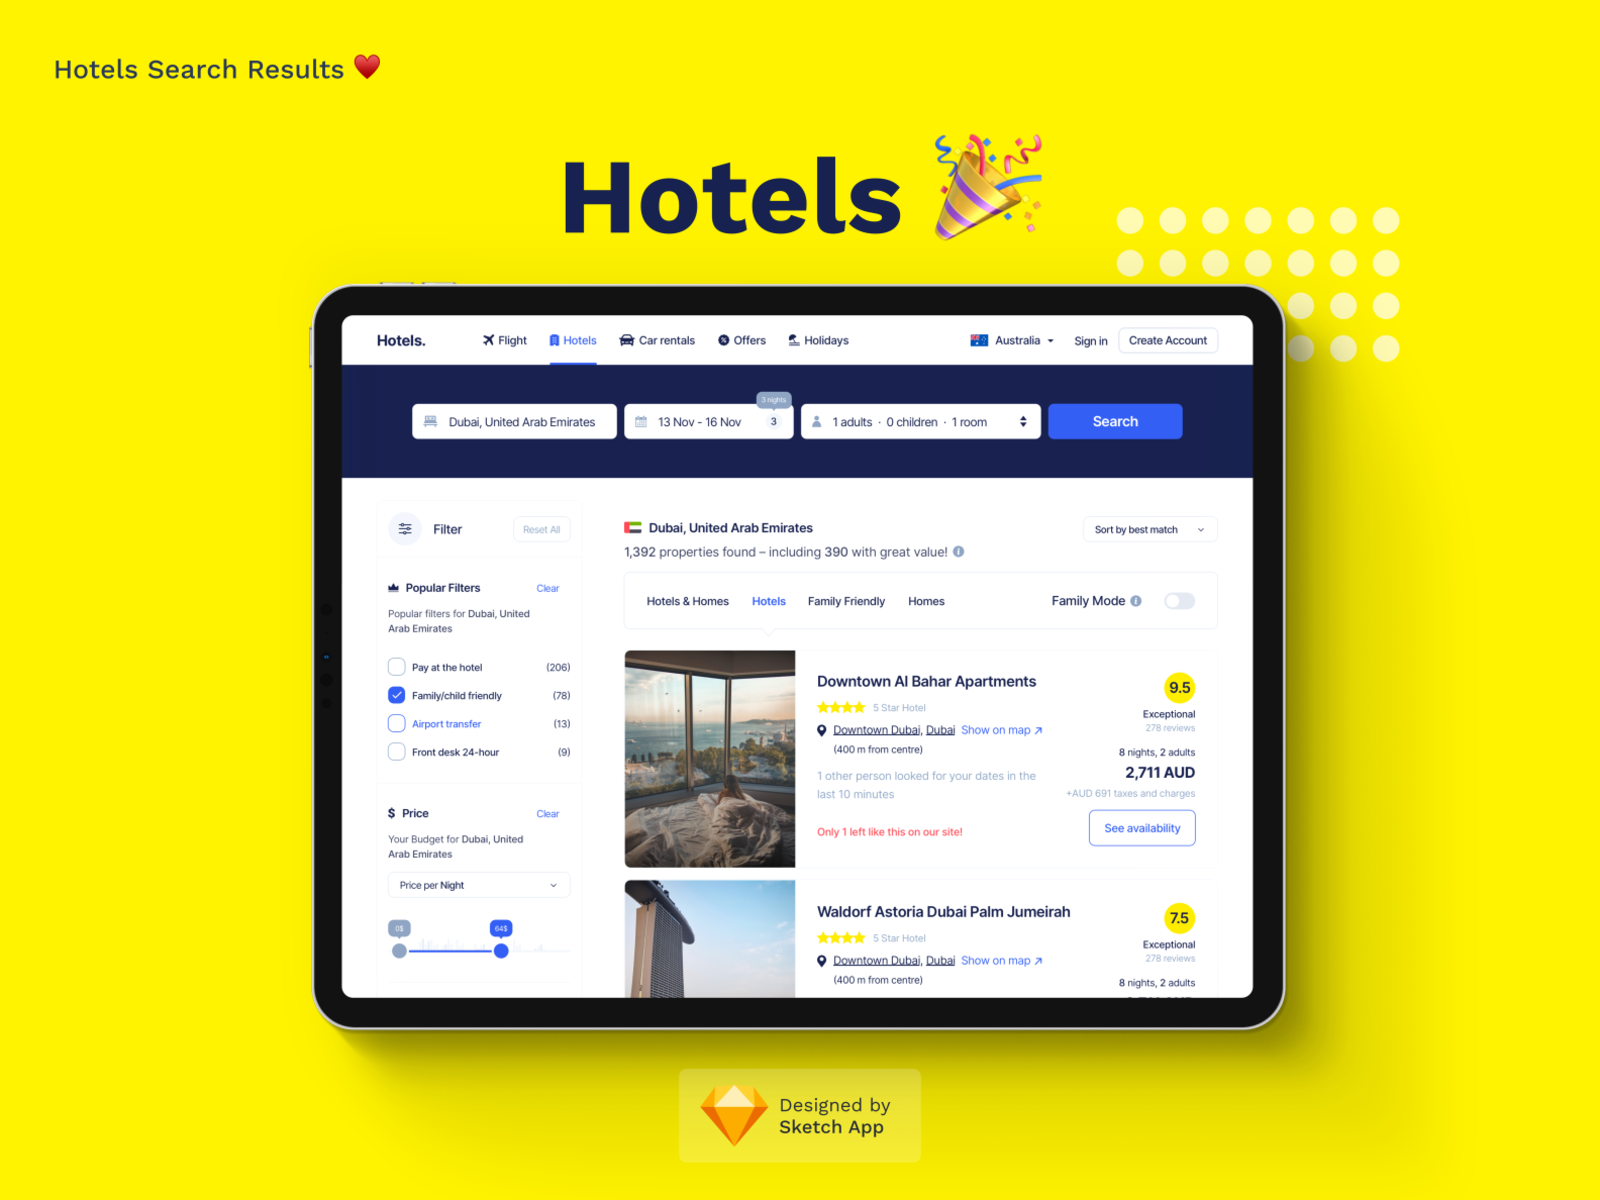 Hotels Search Results
Hotels
Hotels.
Flight
Hotels
Car rentals
Offers
Holidays
Australia
Sign in
Create Account
Dubai, United Arab Emirates
13 Nov - 16 Nov
3 nights
3
1 adults · 0 children · 1 room
Search
Filter
Reset All
Popular Filters
Clear
Popular filters for Dubai, United
Arab Emirates
Pay at the hotel (206)
Family/child friendly (78)
Airport transfer (13)
Front desk 24-hour (9)
$ Price
Clear
Your Budget for Dubai, United
Arab Emirates
Price per Night
0$
64$
Dubai, United Arab Emirates
1,392 properties found – including 390 with great value!
Sort by best match
Hotels & Homes
Hotels
Family Friendly
Homes
Family Mode
Downtown Al Bahar Apartments
5 Star Hotel
Downtown Dubai, Dubai Show on map
(400 m from centre)
1 other person looked for your dates in the
last 10 minutes
Only 1 left like this on our site!
9.5
Exceptional
278 reviews
8 nights, 2 adults
2,711 AUD
+AUD 691 taxes and charges
See availability
Waldorf Astoria Dubai Palm Jumeirah
5 Star Hotel
Downtown Dubai, Dubai Show on map
(400 m from centre)
7.5
Exceptional
278 reviews
8 nights, 2 adults
Designed by
Sketch App